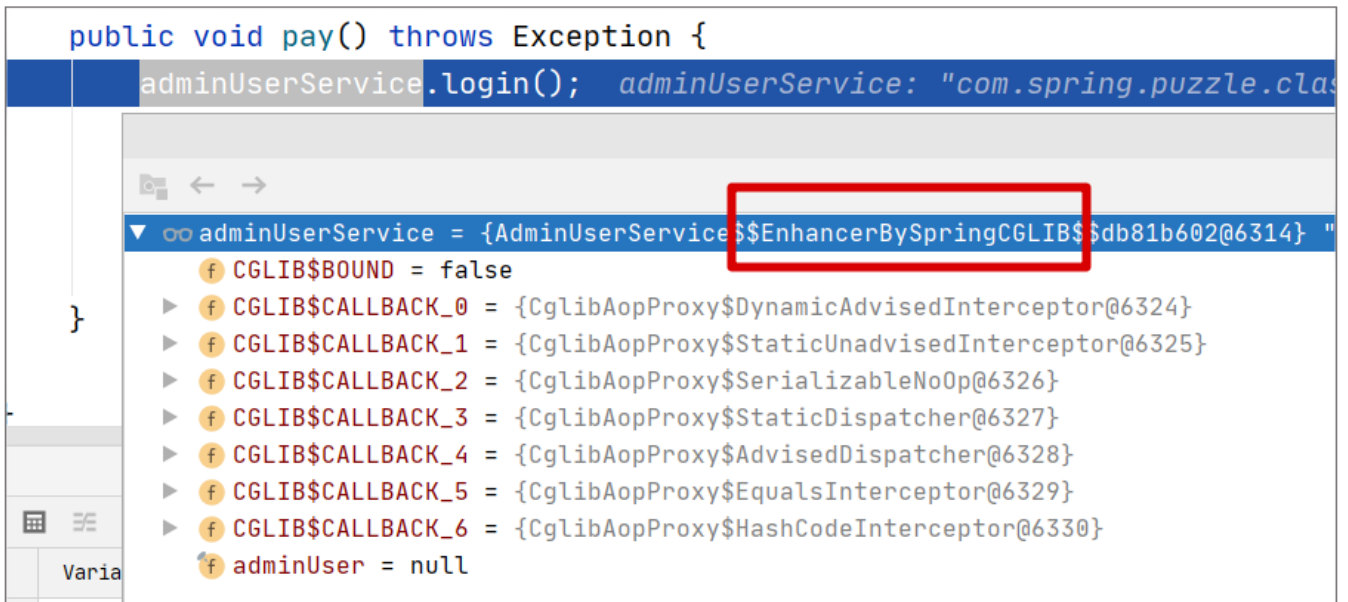 public void pay() throws Exception {
adminUserService.login(); adminUserService: "com.spring.puzzle.clas
adminUserService = {AdminUserService$$EnhancerBySpringCGLIB$$db81b602@6314} "
f CGLIB$BOUND = false
f CGLIB$CALLBACK_0 = {CglibAopProxy$DynamicAdvisedInterceptor@6324}
f CGLIB$CALLBACK_1 = {CglibAopProxy$StaticUnadvisedInterceptor@6325}
f CGLIB$CALLBACK_2 = {CglibAopProxy$SerializableNoOp@6326}
f CGLIB$CALLBACK_3 = {CglibAopProxy$StaticDispatcher@6327}
}
f CGLIB$CALLBACK_4 = {CglibAopProxy$AdvisedDispatcher@6328}
f CGLIB$CALLBACK_5 = {CglibAopProxy$EqualsInterceptor@6329}
f CGLIB$CALLBACK_6 = {CglibAopProxy$HashCodeInterceptor@6330}
f adminUser = null
Varia